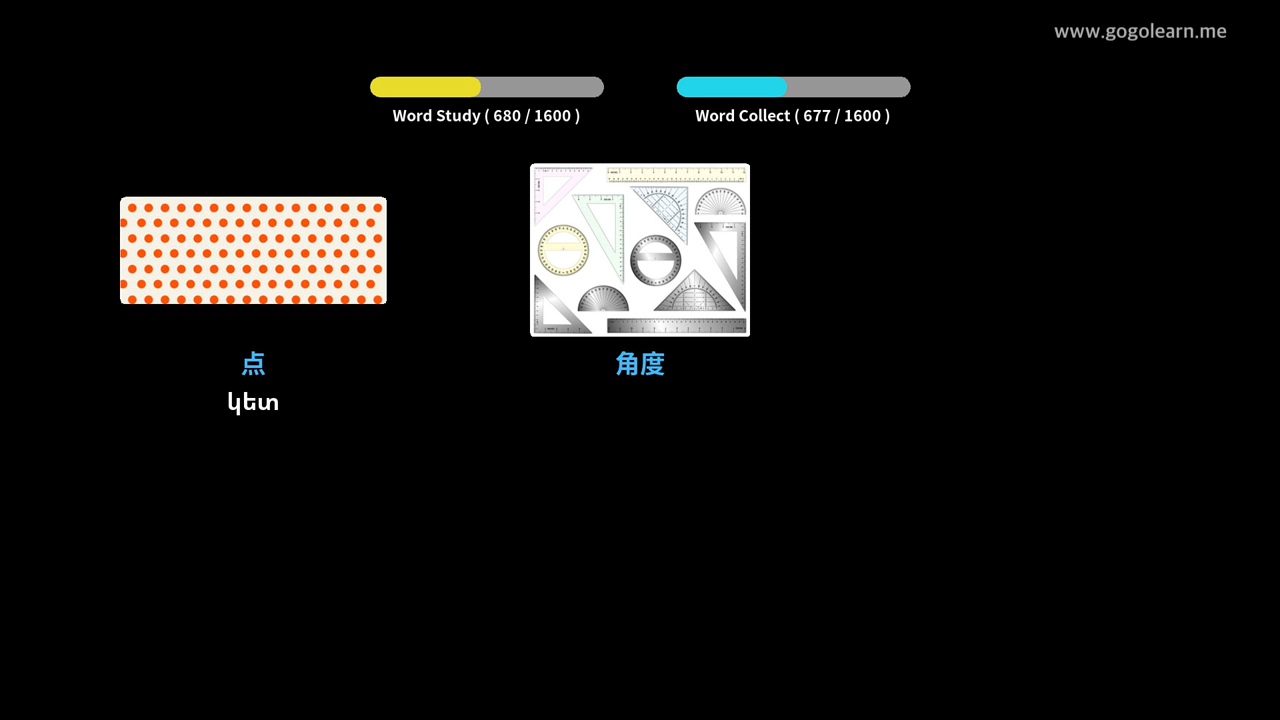 www.gogolearn.me
Word Study ( 680 / 1600 )
Word Collect ( 677 / 1600 )
点
կետ
角度